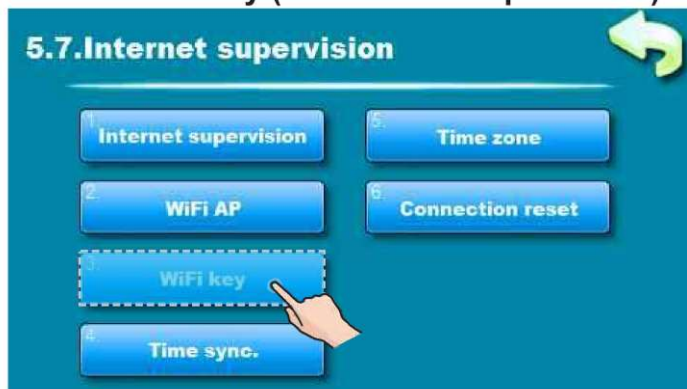 5.7.Internet supervision
1.
Internet supervision
2.
WiFi AP
3.
WiFi key
4.
Time sync.
5.
Time zone
6.
Connection reset